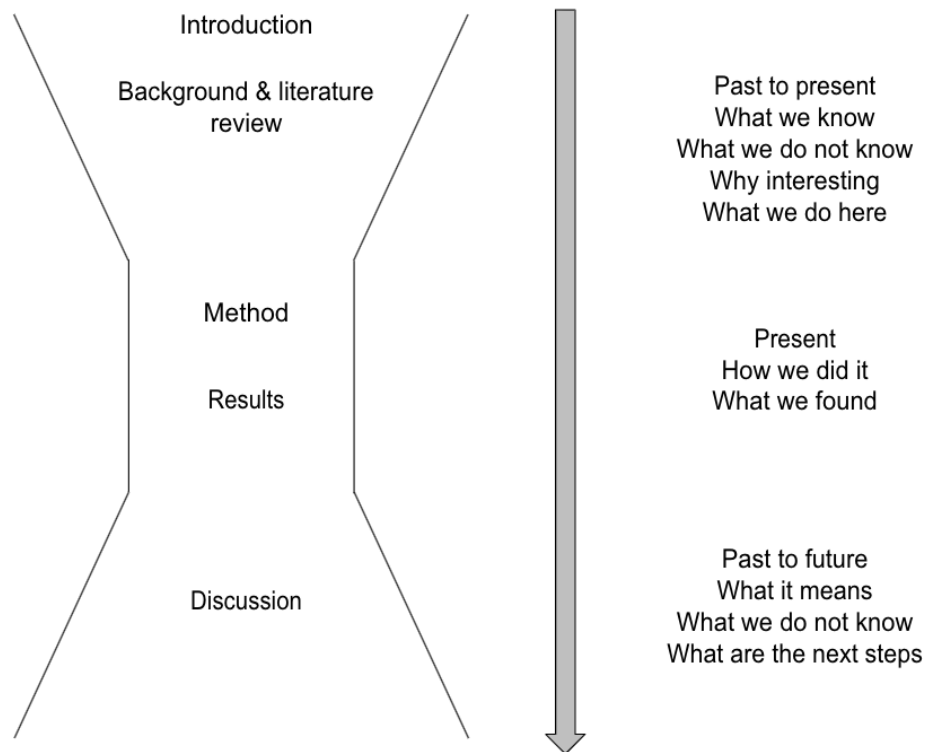 Introduction
Background & literature
review
Past to present
What we know
What we do not know
Why interesting
What we do here
Method
Results
Present
How we did it
What we found
Discussion
Past to future
What it means
What we do not know
What are the next steps